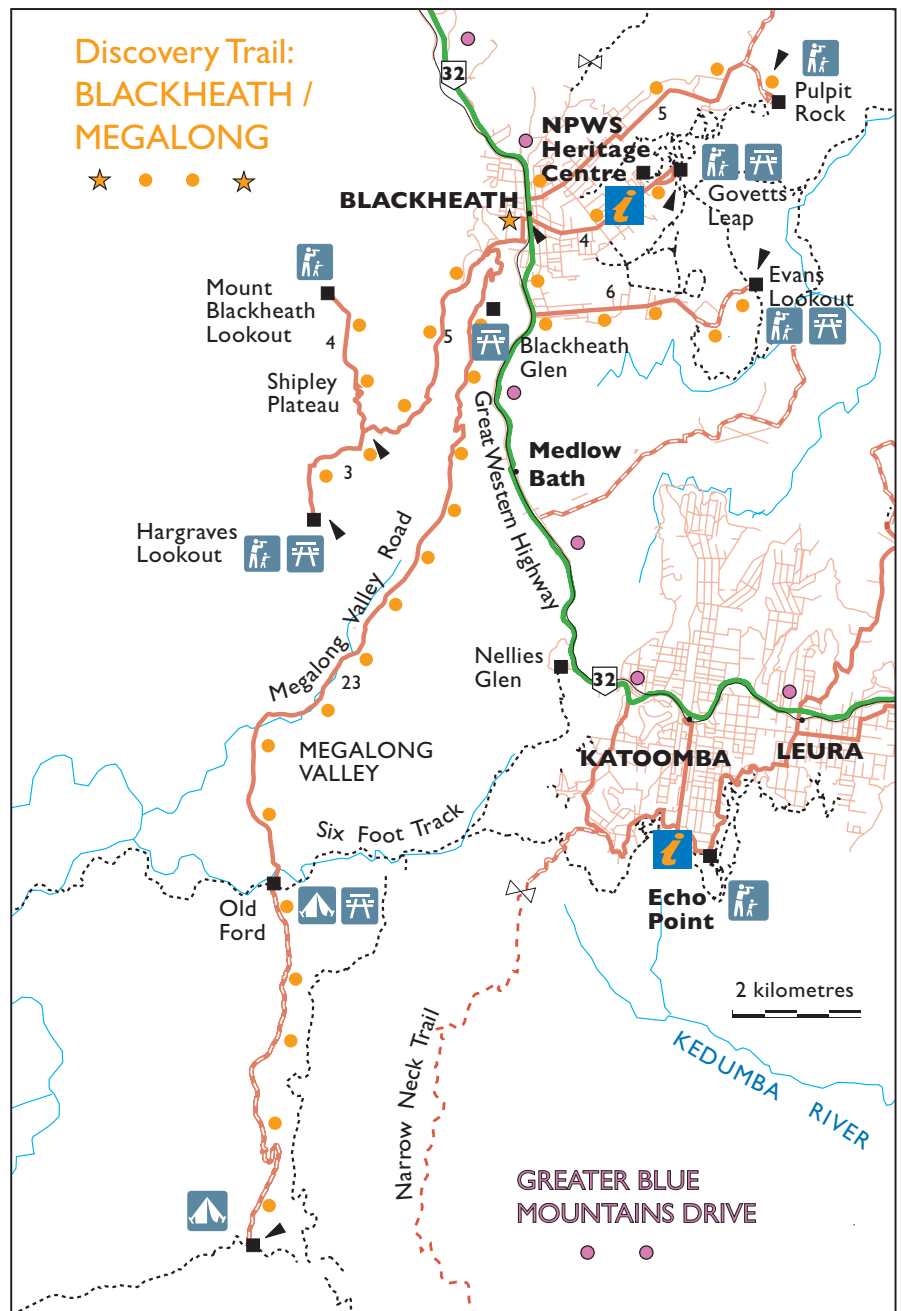 Discovery Trail:
BLACKHEATH /
MEGALONG
32
5
Pulpit
Rock
NPWS
Heritage
Centre
i
Govetts
Leap
BLACKHEATH
4
Evans
Lookout
6
Mount
Blackheath
Lookout
4
5
Blackheath
Glen
Shipley
Plateau
3
Great Western Highway
Medlow
Bath
Hargraves
Lookout
Megalong Valley Road
23
Nellies
Glen
32
MEGALONG
VALLEY
KATOOMBA
LEURA
Six Foot Track
i
Echo
Point
Old
Ford
2 kilometres
Narrow Neck Trail
KEDUMBA RIVER
GREATER BLUE
MOUNTAINS DRIVE